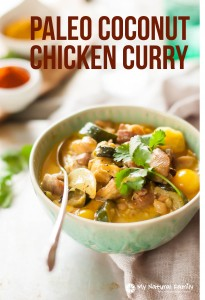 PALEO COCONUT
CHICKEN CURRY
My Natural Family